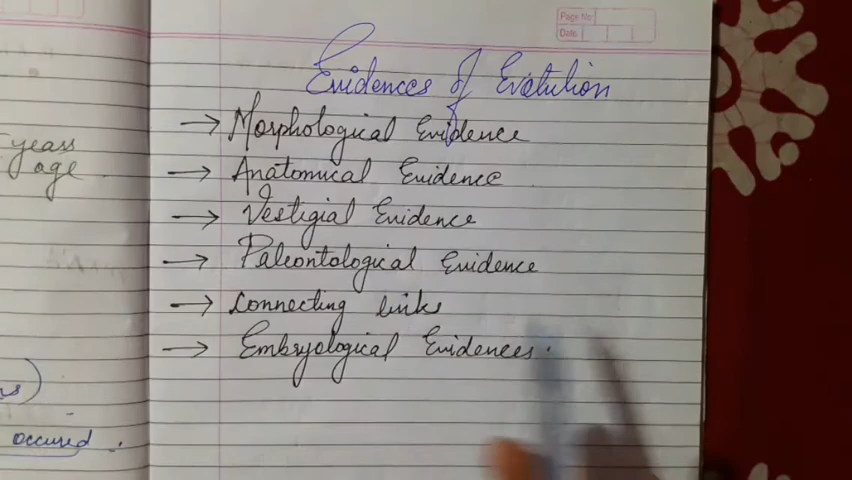 Page No
Date
Evidences of Evolution
→ Morphological Evidence
→ Anatomical Evidence
→ Vestigial Evidence
→ Paleontological Evidence
→ Connecting links
→ Embryological Evidences.
years
age
occured .